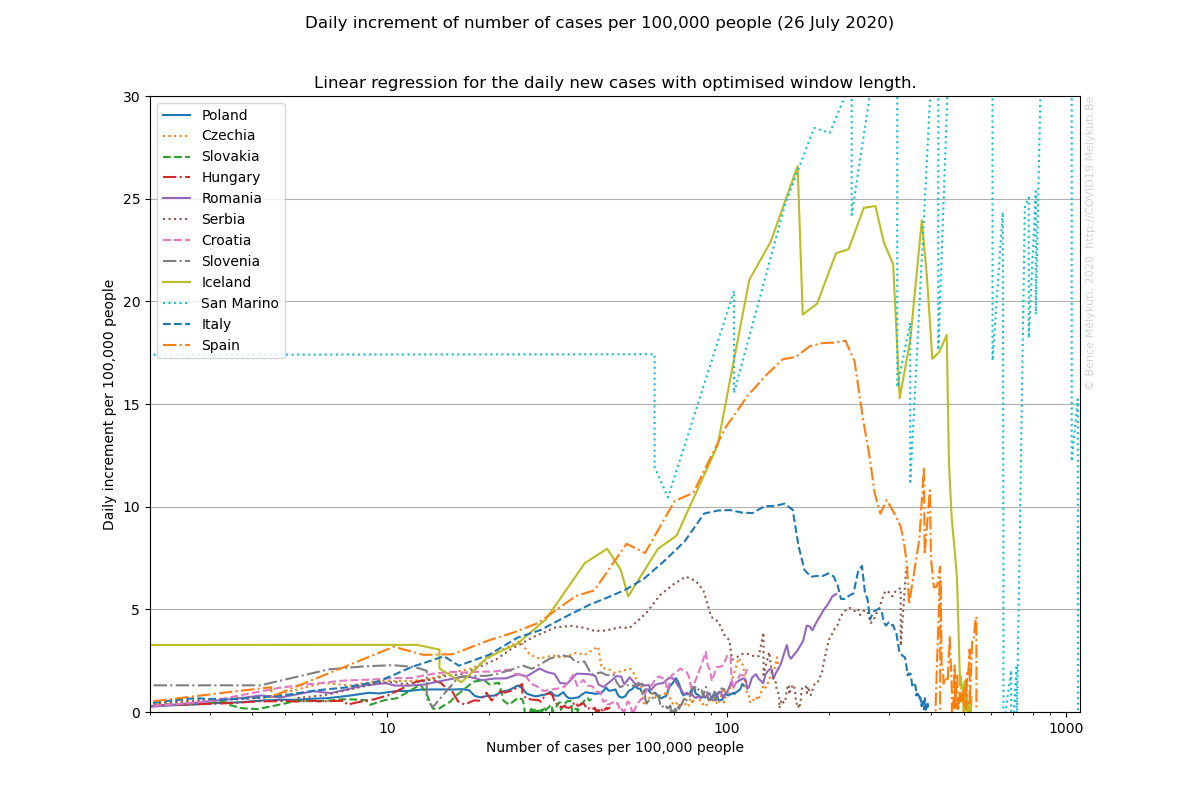 Daily increment of number of cases per 100,000 people (26 July 2020)
Linear regression for the daily new cases with optimised window length.
30
25
20
15
10
5
0
Daily increment per 100,000 people
Poland
Czechia
Slovakia
Hungary
Romania
Serbia
Croatia
Slovenia
Iceland
San Marino
Italy
Spain
10
100
1000
Number of cases per 100,000 people
© Bence Melykuti, 2020 http://COVID19.Melykuti.Be